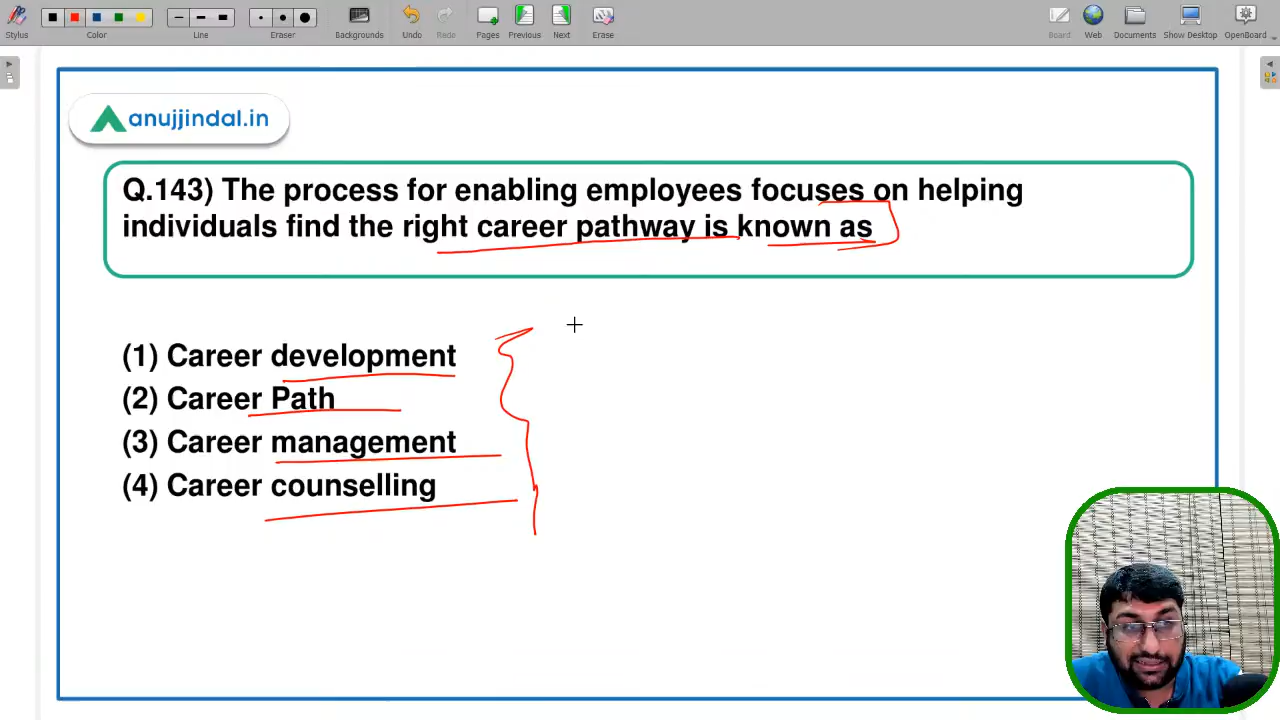 Stylus
Color
Line
Eraser
Backgrounds
Undo
Redo
Pages
Previous
Next
Erase
Board
Web
Documents
Show Desktop
OpenBoard
anujjindal.in
Q.143) The process for enabling employees focuses on helping
individuals find the right career pathway is known as
(1) Career development
(2) Career Path
(3) Career management
(4) Career counselling